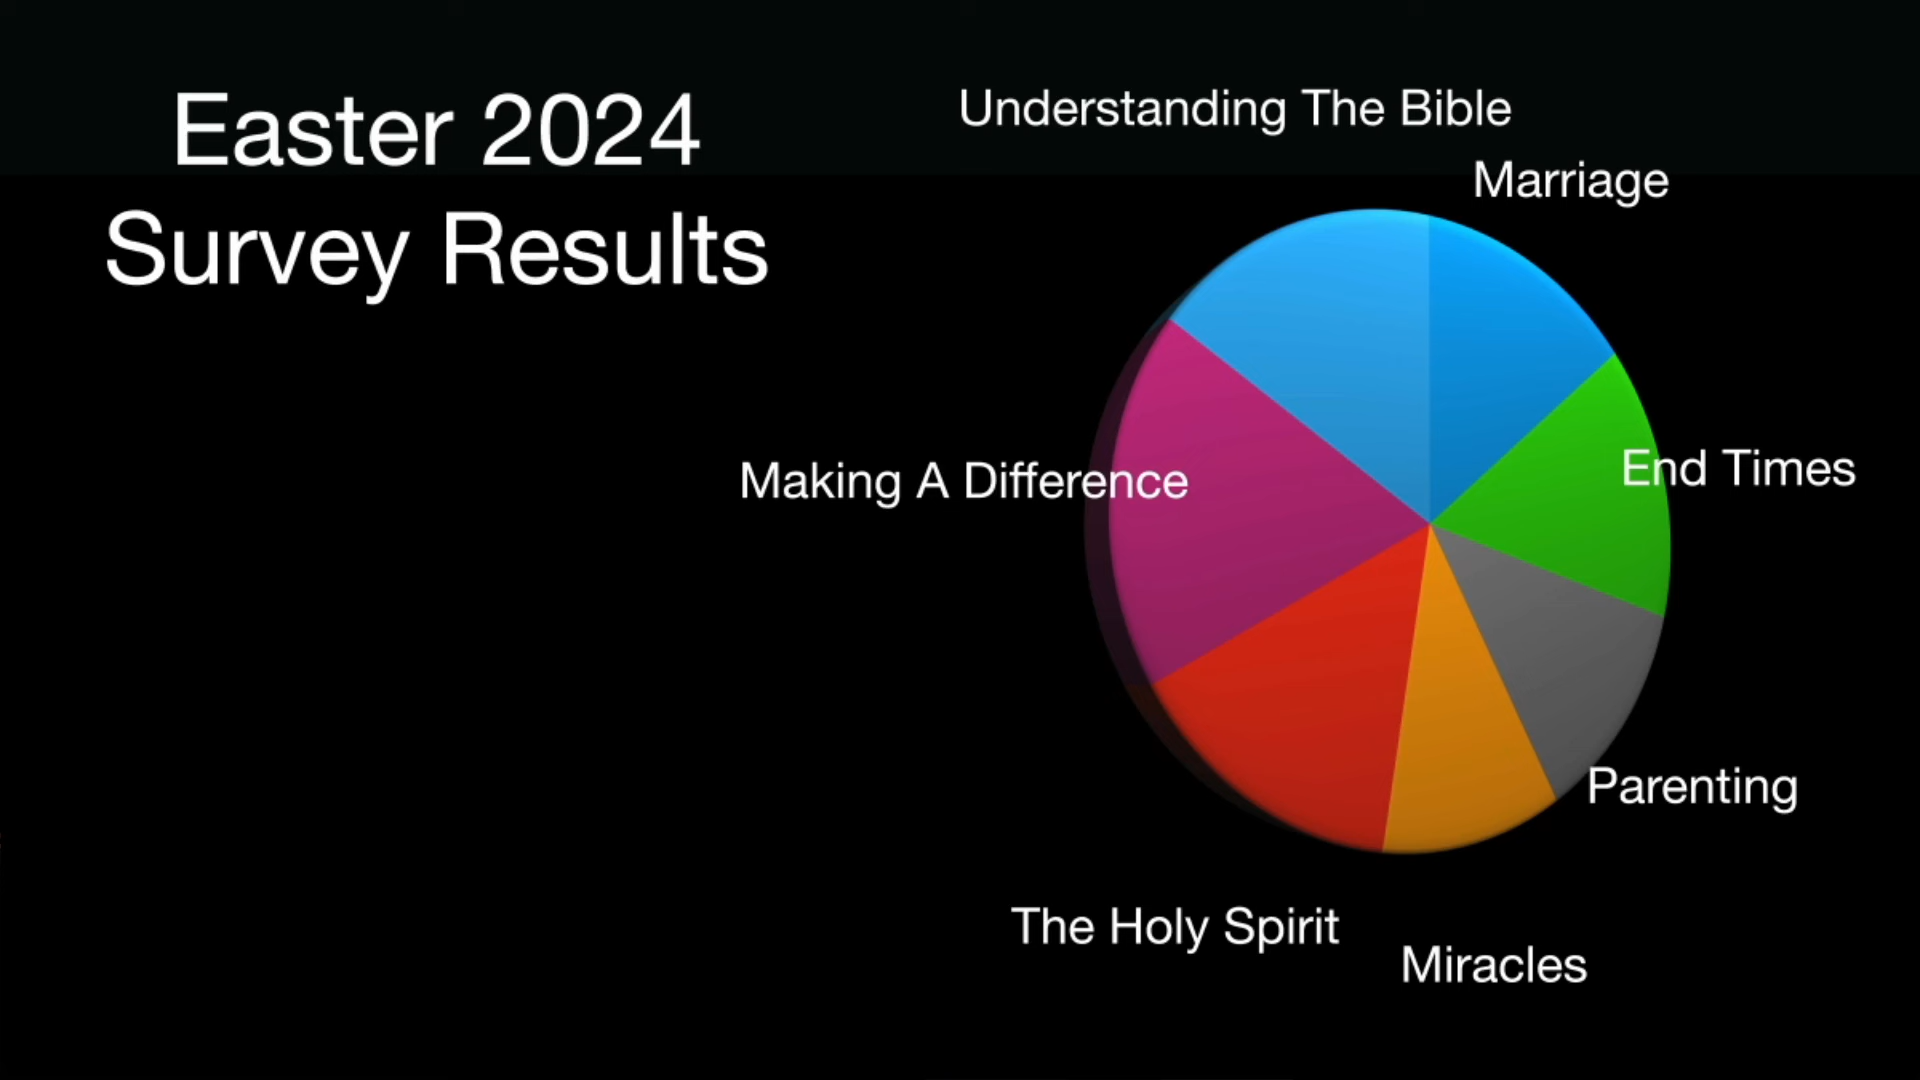 Easter 2024
Survey Results
Understanding The Bible
Marriage
End Times
Making A Difference
Parenting
The Holy Spirit
Miracles